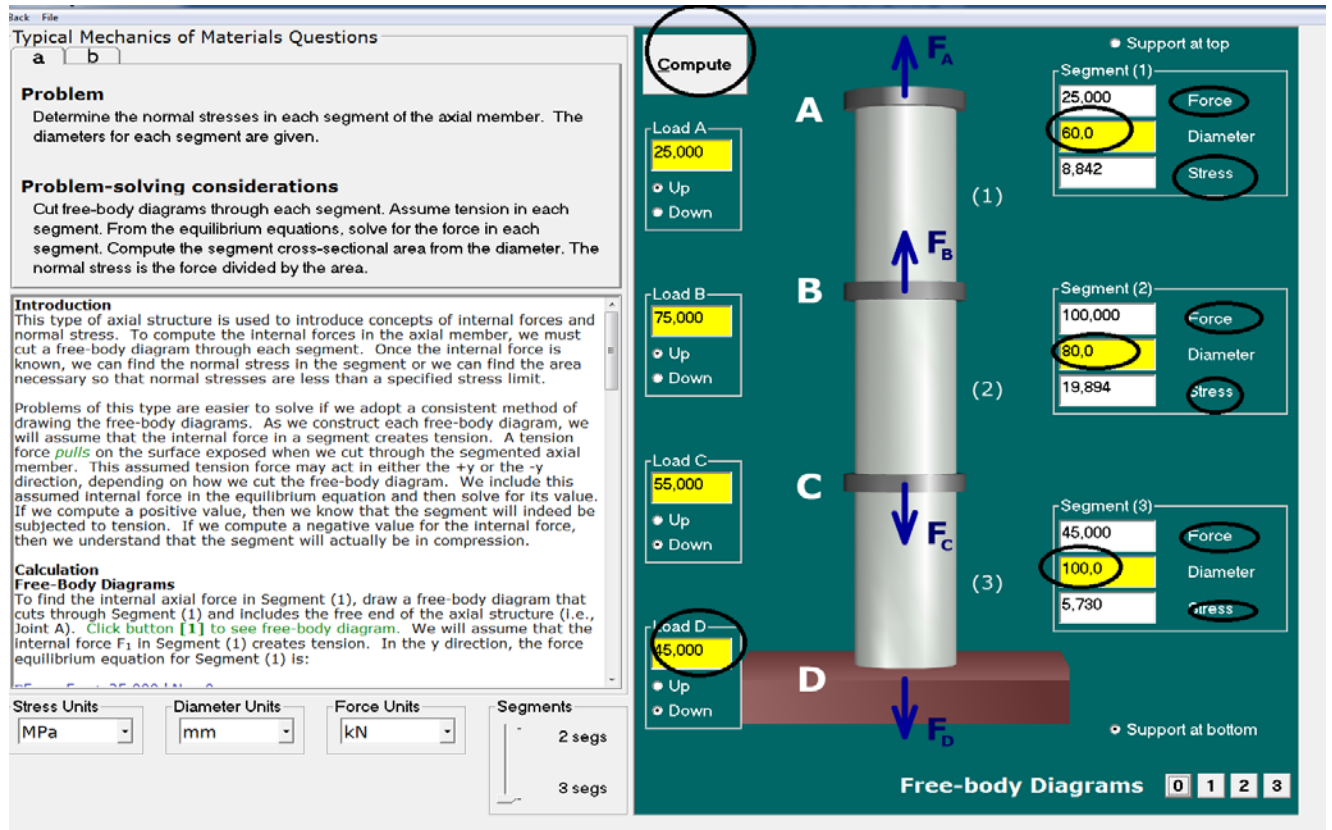 Back File
Typical Mechanics of Materials Questions
a b
Problem
Determine the normal stresses in each segment of the axial member. The
diameters for each segment are given.
Problem-solving considerations
Cut free-body diagrams through each segment. Assume tension in each
segment. From the equilibrium equations, solve for the force in each
segment. Compute the segment cross-sectional area from the diameter. The
normal stress is the force divided by the area.
Introduction
This type of axial structure is used to introduce concepts of internal forces and
normal stress. To compute the internal forces in the axial member, we must
cut a free-body diagram through each segment. Once the internal force is
known, we can find the normal stress in the segment or we can find the area
necessary so that normal stresses are less than a specified stress limit.
Problems of this type are easier to solve if we adopt a consistent method of
drawing the free-body diagrams. As we construct each free-body diagram, we
will assume that the internal force in a segment creates tension. A tension
force pulls on the surface exposed when we cut through the segmented axial
member. This assumed tension force may act in either the +y or the -y
direction, depending on how we cut the free-body diagram. We include this
assumed internal force in the equilibrium equation and then solve for its value.
If we compute a positive value, then we know that the segment will indeed be
subjected to tension. If we compute a negative value for the internal force,
then we understand that the segment will actually be in compression.
Calculation
Free-Body Diagrams
To find the internal axial force in Segment (1), draw a free-body diagram that
cuts through Segment (1) and includes the free end of the axial structure (i.e.,
Joint A). Click button [1] to see free-body diagram. We will assume that the
internal force F₁ in Segment (1) creates tension. In the y direction, the force
equilibrium equation for Segment (1) is:
Stress Units
MPa
Diameter Units
mm
Force Units
kN
Segments
2 segs
3 segs
Compute
Load A
25,000
Up
Down
Load B
75,000
Up
Down
Load C
55,000
Up
Down
Load D
45,000
Up
Down
F_A
A
(1)
F_B
B
(2)
C
F_C
(3)
D
F_D
Support at top
Segment (1)
25,000 Force
60,0 Diameter
8,842 Stress
Segment (2)
100,000 Force
80,0 Diameter
19,894 Stress
Segment (3)
45,000 Force
100,0 Diameter
5,730 Stress
Support at bottom
Free-body Diagrams 0 1 2 3